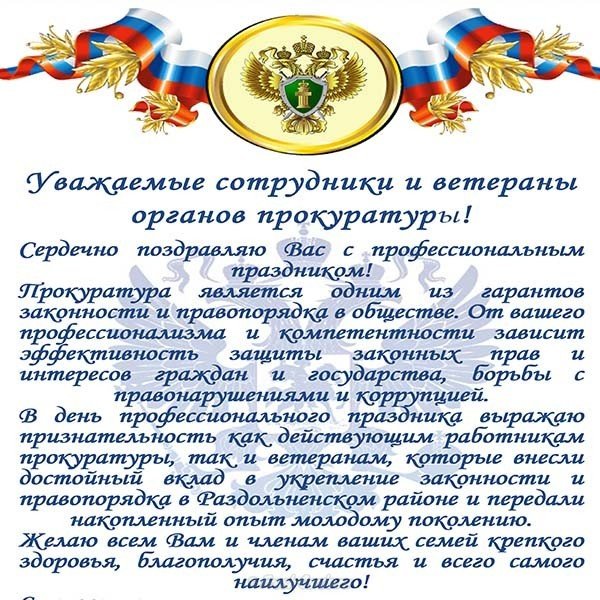 Уважаемые сотрудники и ветераны
органов прокуратуры!
Сердечно поздравляю Вас с профессиональным
праздником!
Прокуратура является одним из гарантов
законности и правопорядка в обществе. От вашего
профессионализма и компетентности зависит
эффективность защиты законных прав и
интересов граждан и государства, борьбы с
правонарушениями и коррупцией.
В день профессионального праздника выражаю
признательность как действующим работникам
прокуратуры, так и ветеранам, которые внесли
достойный вклад в укрепление законности и
правопорядка в Раздольненском районе и передали
накопленный опыт молодому поколению.
Желаю всем Вам и членам ваших семей крепкого
здоровья, благополучия, счастья и всего самого
наилучшего!